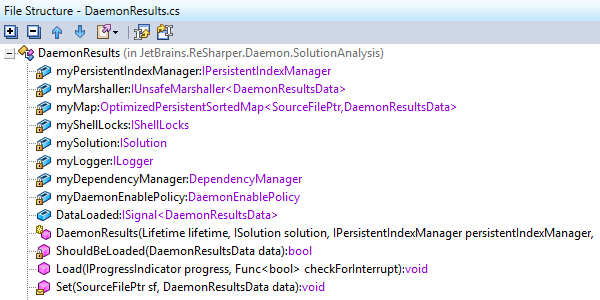 File Structure - DaemonResults.cs
DaemonResults (in JetBrains.ReSharper.Daemon.SolutionAnalysis)
myPersistentIndexManager:IPersistentIndexManager
myMarshaller:IUnsafeMarshaller<DaemonResultsData>
myMap:OptimizedPersistentSortedMap<SourceFilePtr,DaemonResultsData>
myShellLocks:IShellLocks
mySolution:ISolution
myLogger:ILogger
myDependencyManager:DependencyManager
myDaemonEnablePolicy:DaemonEnablePolicy
DataLoaded:ISignal<DaemonResultsData>
DaemonResults(Lifetime lifetime, ISolution solution, IPersistentIndexManager persistentIndexManager,
ShouldBeLoaded(DaemonResultsData data):bool
Load(IProgressIndicator progress, Func<bool> checkForInterrupt):void
Set(SourceFilePtr sf, DaemonResultsData data):void